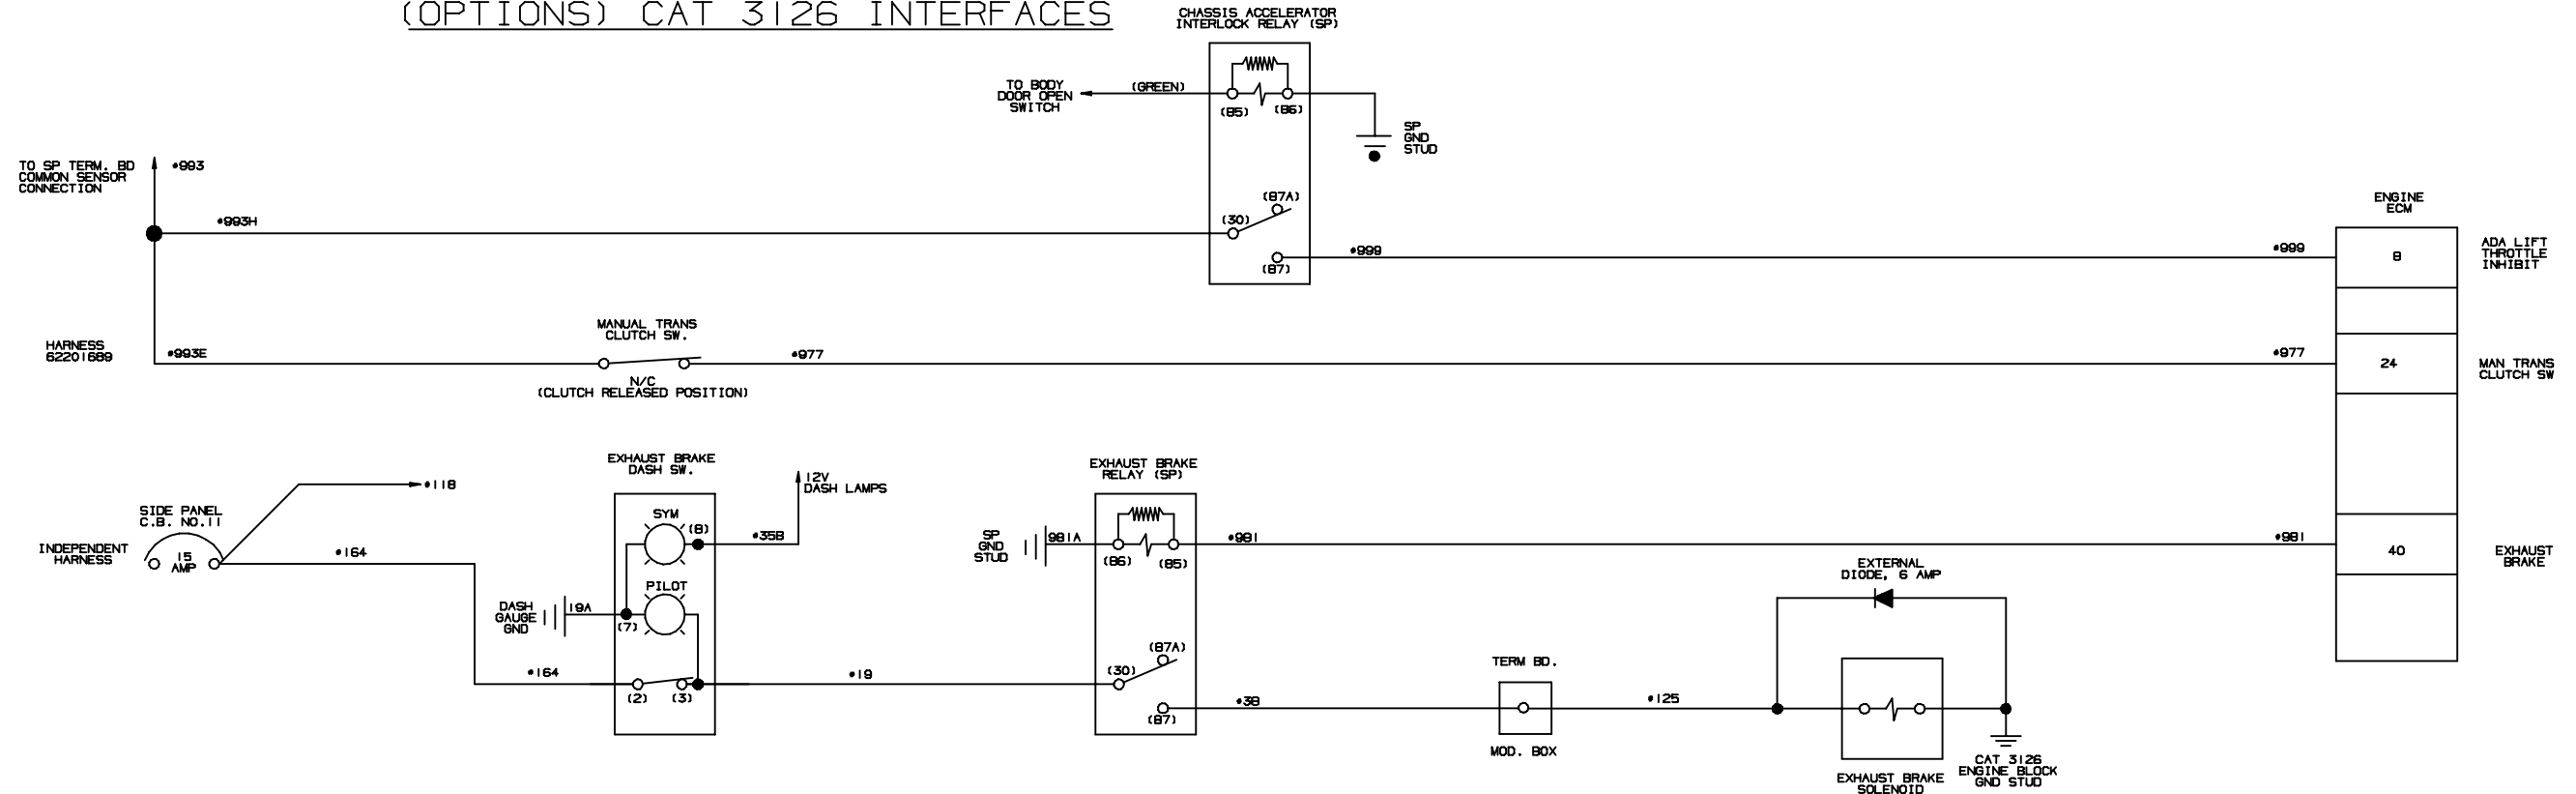 (OPTIONS) CAT 3126 INTERFACES
CHASSIS ACCELERATOR
INTERLOCK RELAY (SP)
TO BODY
DOOR OPEN
SWITCH
(GREEN)
(85)
(86)
SP
GND
STUD
TO SP TERM. BD
COMMON SENSOR
CONNECTION
#993
#993H
(87A)
(30)
(87)
#999
#999
ENGINE
ECM
8
ADA LIFT
THROTTLE
INHIBIT
HARNESS
62201689
#993E
MANUAL TRANS
CLUTCH SW.
N/C
(CLUTCH RELEASED POSITION)
#977
#977
24
MAN TRANS
CLUTCH SW
INDEPENDENT
HARNESS
SIDE PANEL
C.B. NO.11
15
AMP
#118
#164
EXHAUST BRAKE
DASH SW.
SYM
(8)
#35B
12V
DASH LAMPS
PILOT
DASH
GAUGE
GND
19A
(7)
#164
(2)
(3)
#19
EXHAUST BRAKE
RELAY (SP)
SP
GND
STUD
981A
(86)
(85)
#981
#981
40
EXHAUST
BRAKE
(87A)
(30)
(87)
#38
TERM BD.
MOD. BOX
#125
EXTERNAL
DIODE, 6 AMP
EXHAUST BRAKE
SOLENOID
CAT 3126
ENGINE BLOCK
GND STUD